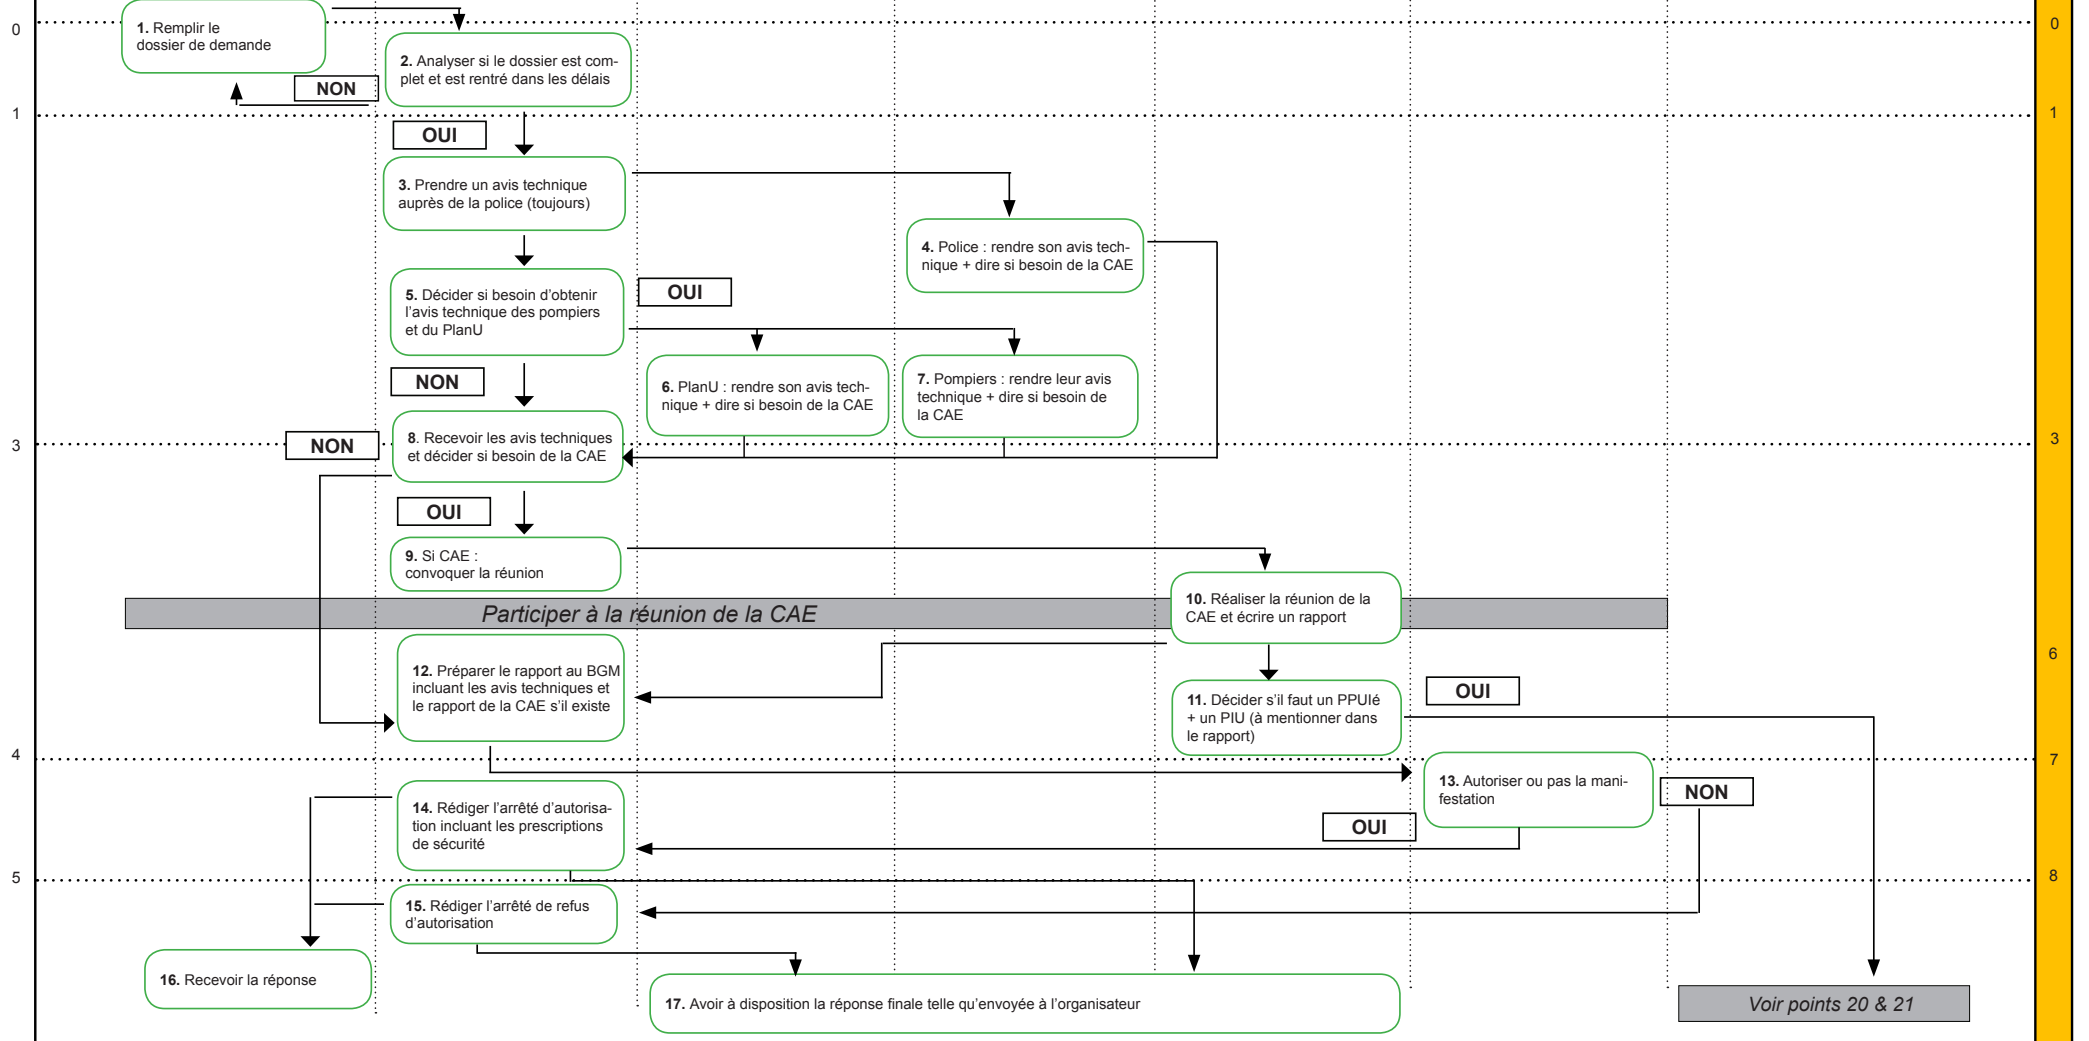 0
1. Remplir le
dossier de demande
0
2. Analyser si le dossier est com-
plet et est rentré dans les délais
NON
1
1
OUI
3. Prendre un avis technique
auprès de la police (toujours)
4. Police : rendre son avis tech-
nique + dire si besoin de la CAE
5. Décider si besoin d'obtenir
l'avis technique des pompiers
et du PlanU
OUI
NON
6. PlanU : rendre son avis tech-
nique + dire si besoin de la CAE
7. Pompiers : rendre leur avis
technique + dire si besoin de
la CAE
3
NON
8. Recevoir les avis techniques
et décider si besoin de la CAE
3
OUI
9. Si CAE :
convoquer la réunion
Participer à la réunion de la CAE
10. Réaliser la réunion de la
CAE et écrire un rapport
6
12. Préparer le rapport au BGM
incluant les avis techniques et
le rapport de la CAE s'il existe
11. Décider s'il faut un PPUIé
+ un PIU (à mentionner dans
le rapport)
OUI
4
7
13. Autoriser ou pas la mani-
festation
NON
14. Rédiger l'arrêté d'autorisa-
tion incluant les prescriptions
de sécurité
OUI
5
8
15. Rédiger l'arrêté de refus
d'autorisation
16. Recevoir la réponse
17. Avoir à disposition la réponse finale telle qu'envoyée à l'organisateur
Voir points 20 & 21